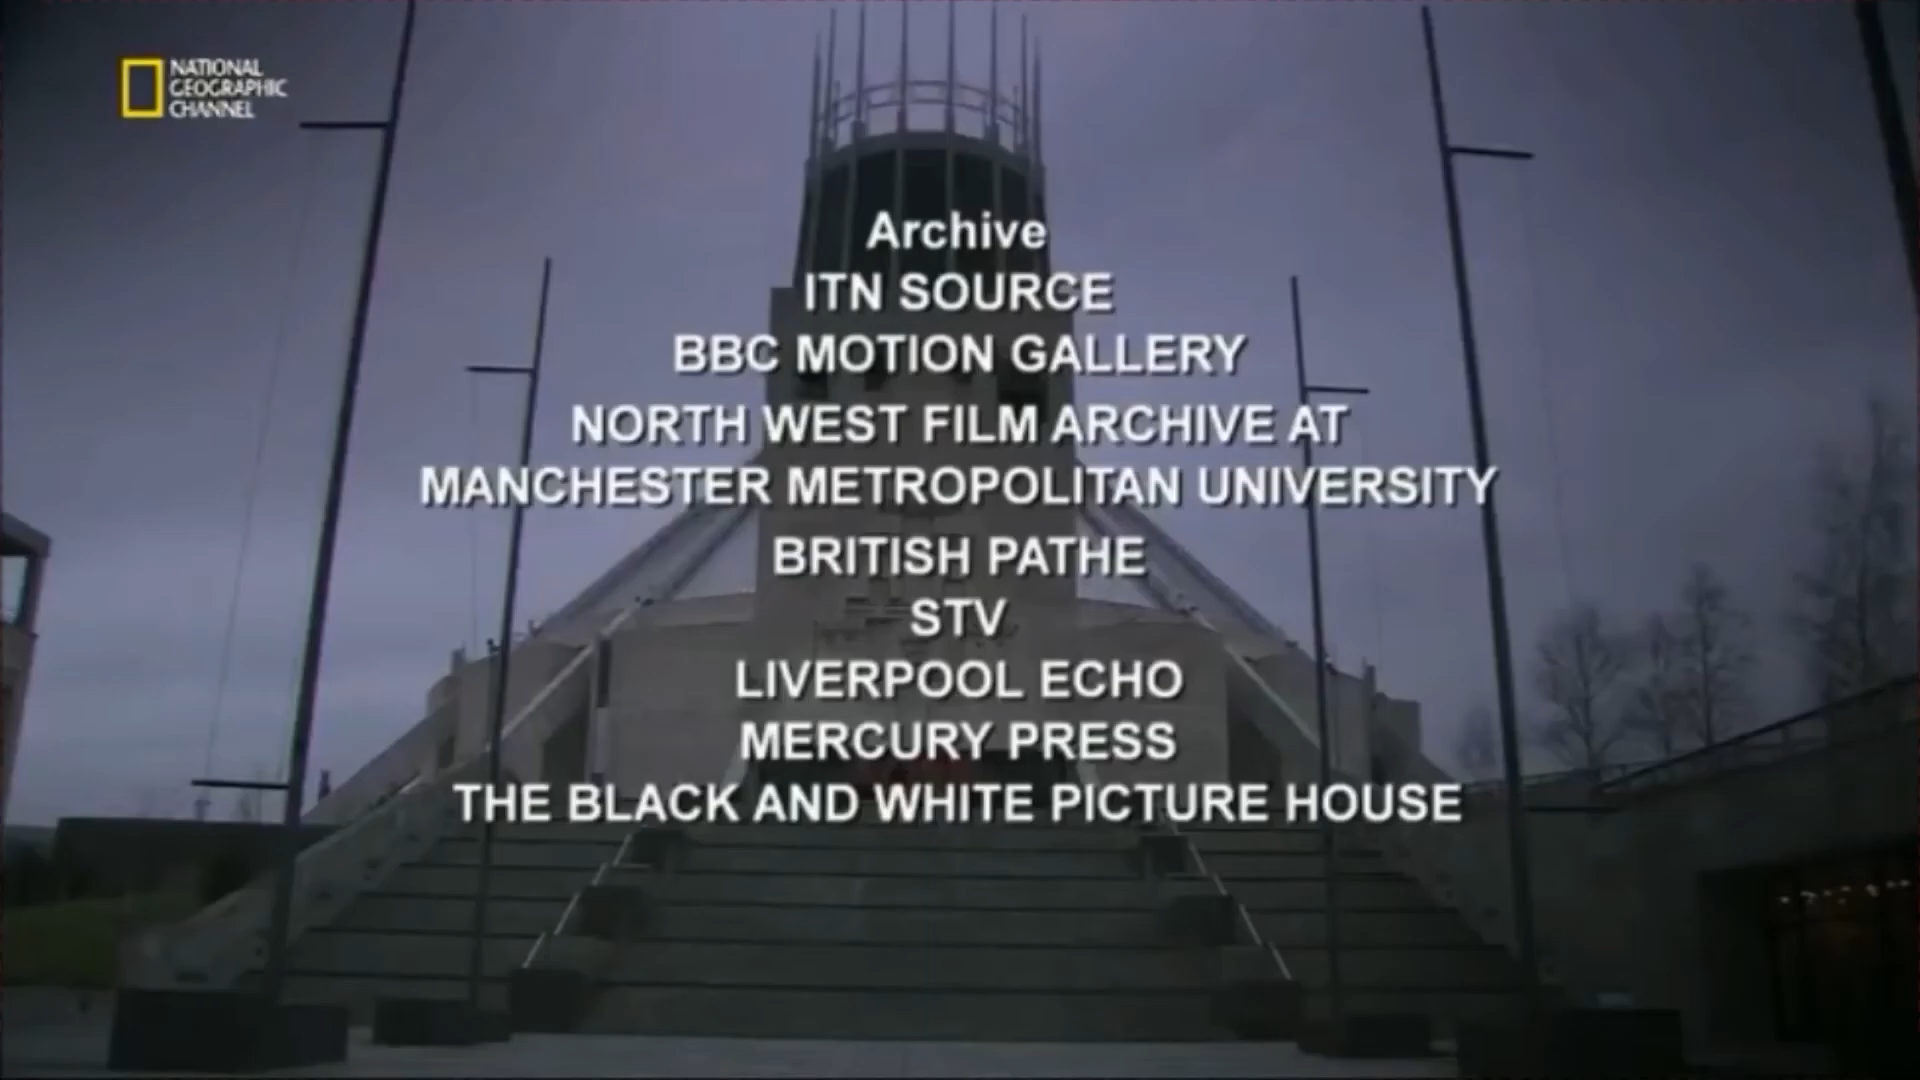 NATIONAL
GEOGRAPHIC
CHANNEL
Archive
ITN SOURCE
BBC MOTION GALLERY
NORTH WEST FILM ARCHIVE AT
MANCHESTER METROPOLITAN UNIVERSITY
BRITISH PATHE
STV
LIVERPOOL ECHO
MERCURY PRESS
THE BLACK AND WHITE PICTURE HOUSE